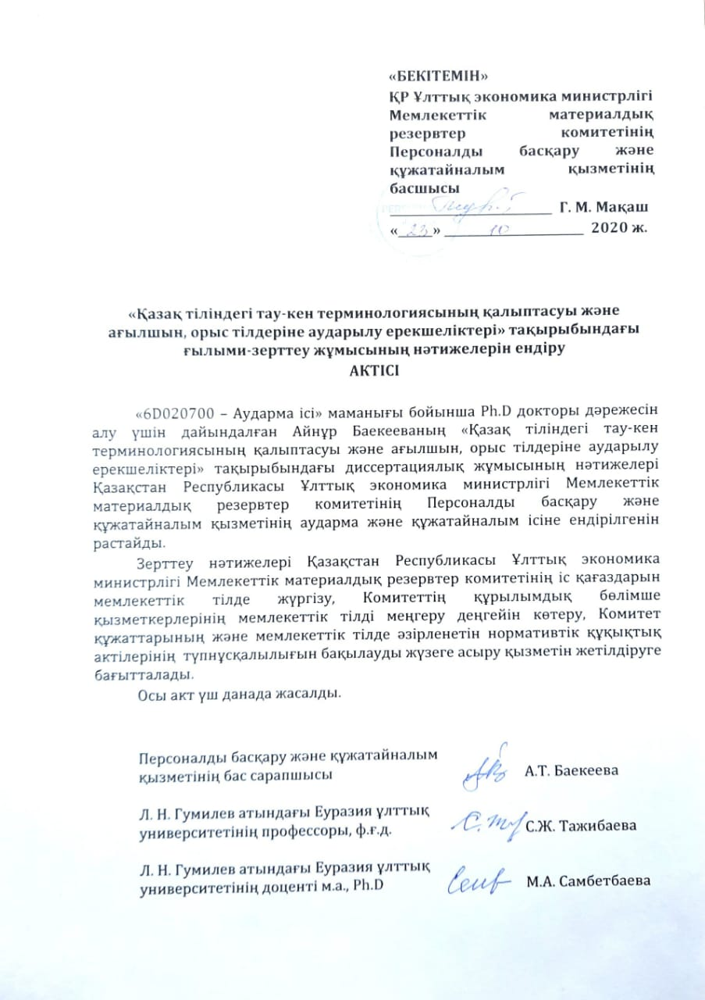 «БЕКІТЕМІН»
ҚР Ұлттық экономика министрлігі
Мемлекеттік материалдық
резервтер комитетінің
Персоналды басқару және
құжатайналым қызметінің
басшысы
Г. М. Мақаш
«23» 10 2020 ж.
«Қазақ тіліндегі тау-кен терминологиясының қалыптасуы және
ағылшын, орыс тілдеріне аударылу ерекшеліктері» тақырыбындағы
ғылыми-зерттеу жұмысының нәтижелерін ендіру
АКТІСІ
«6D020700 – Аударма ісі» маманығы бойынша Ph.D докторы дәрежесін
алу үшін дайындалған Айнұр Баекееваның «Қазақ тіліндегі тау-кен
терминологиясының қалыптасуы және ағылшын, орыс тілдеріне аударылу
ерекшеліктері» тақырыбындағы диссертациялық жұмысының нәтижелері
Қазақстан Республикасы Ұлттық экономика министрлігі Мемлекеттік
материалдық резервтер комитетінің Персоналды басқару және
құжатайналым қызметінің аударма және құжатайналым ісіне ендірілгенін
растайды.
Зерттеу нәтижелері Қазақстан Республикасы Ұлттық экономика
министрлігі Мемлекеттік материалдық резервтер комитетінің іс қағаздарын
мемлекеттік тілде жүргізу, Комитеттің құрылымдық бөлімше
қызметкерлерінің мемлекеттік тілді меңгеру деңгейін көтеру, Комитет
құжаттарының және мемлекеттік тілде әзірленетін нормативтік құқықтық
актілерінің түпнұсқалылығын бақылауды жүзеге асыру қызметін жетілдіруге
бағытталады.
Осы акт үш данада жасалды.
Персоналды басқару және құжатайналым
қызметінің бас сарапшысы А.Т. Баекеева
Л. Н. Гумилев атындағы Еуразия ұлттық
университетінің профессоры, ф.ғ.д. С.Ж. Тажибаева
Л. Н. Гумилев атындағы Еуразия ұлттық
университетінің доценті м.а., Ph.D М.А. Самбетбаева